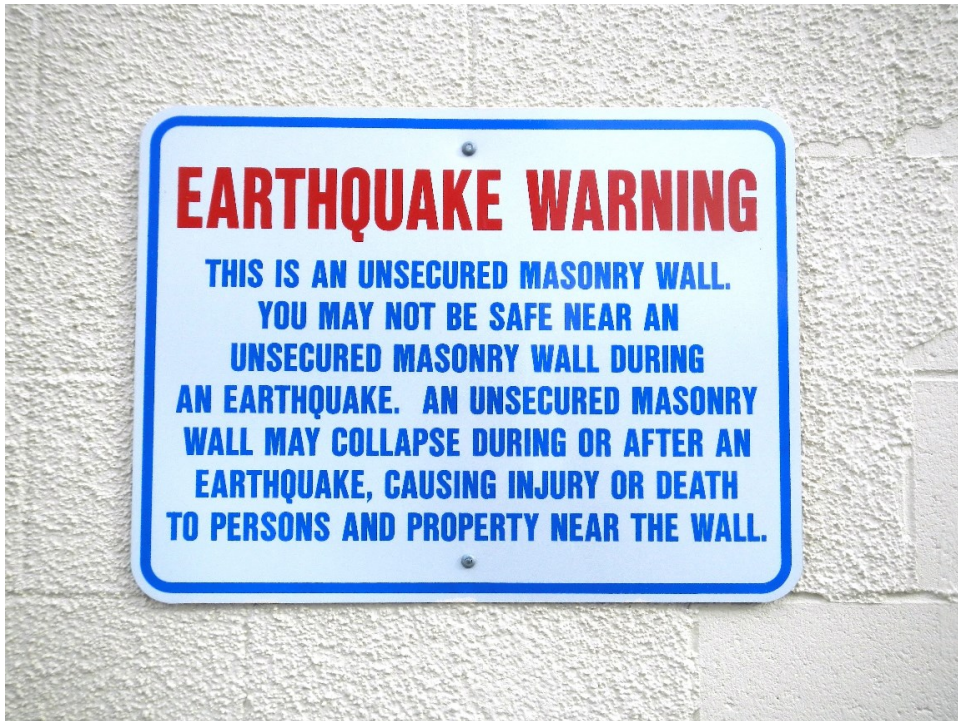 EARTHQUAKE WARNING
THIS IS AN UNSECURED MASONRY WALL.
YOU MAY NOT BE SAFE NEAR AN
UNSECURED MASONRY WALL DURING
AN EARTHQUAKE. AN UNSECURED MASONRY
WALL MAY COLLAPSE DURING OR AFTER AN
EARTHQUAKE, CAUSING INJURY OR DEATH
TO PERSONS AND PROPERTY NEAR THE WALL.